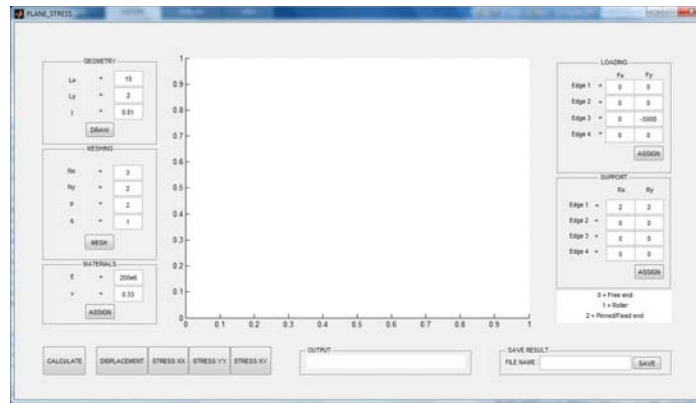 PLANE_STRESS
GEOMETRY
Lx = 10
Ly = 2
t = 0.01
DRAW
MESHING
Nx = 3
Ny = 2
p = 2
s = 1
MESH
MATERIALS
E = 200e6
v = 0.33
ASSIGN
1
0.9
0.8
0.7
0.6
0.5
0.4
0.3
0.2
0.1
0
0 0.1 0.2 0.3 0.4 0.5 0.6 0.7 0.8 0.9 1
LOADING
Fx Fy
Edge 1 = 0 0
Edge 2 = 0 0
Edge 3 = 0 -5000
Edge 4 = 0 0
ASSIGN
SUPPORT
Rx Ry
Edge 1 = 2 2
Edge 2 = 0 0
Edge 3 = 0 0
Edge 4 = 0 0
ASSIGN
0 = Free end
1 = Roller
2 = Pinned/Fixed end
CALCULATE
DISPLACEMENT STRESS XX STRESS YY STRESS XY
OUTPUT
SAVE RESULT
FILE NAME SAVE